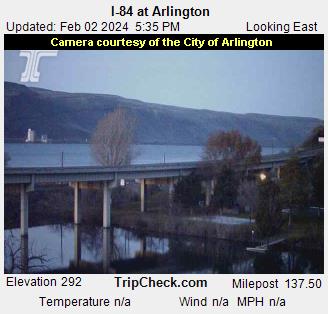 I-84 at Arlington
Updated: Feb 02 2024 5:35 PM Looking East
Camera courtesy of the City of Arlington
Elevation 292 TripCheck.com Milepost 137.50
Temperature n/a Wind n/a MPH n/a